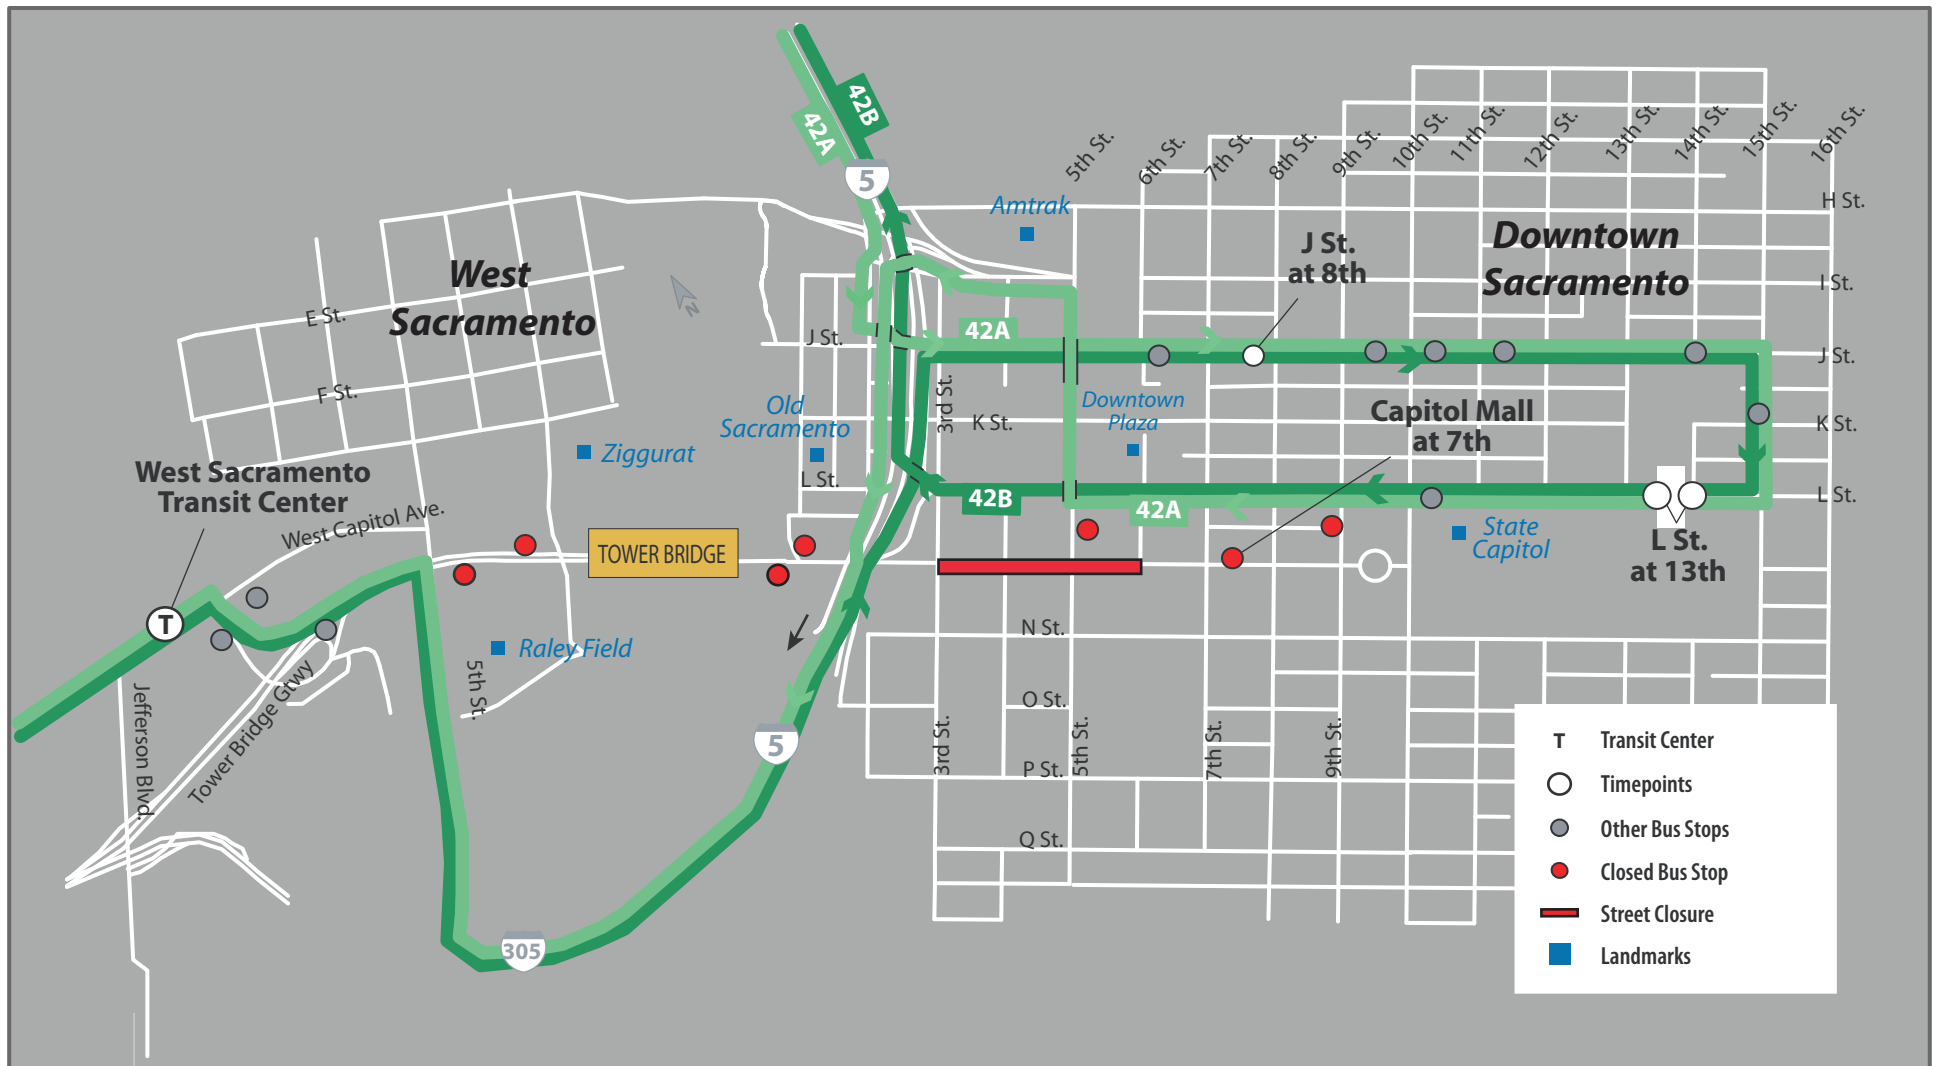 42B
42A
5
5th St.
6th St.
7th St.
8th St.
9th St.
10th St.
11th St.
12th St.
13th St.
14th St.
15th St.
16th St.
H St.
Amtrak
J St.
at 8th
Downtown
Sacramento
West
Sacramento
N
I St.
E St.
J St.
42A
J St.
F St.
3rd St.
Old
Sacramento
K St.
Downtown
Plaza
Capitol Mall
at 7th
K St.
Ziggurat
West Sacramento
Transit Center
L St.
42B
42A
L St.
West Capitol Ave.
TOWER BRIDGE
State
Capitol
L St.
at 13th
T
N St.
Raley Field
5th St.
Jefferson Blvd.
Tower Bridge Gtwy
O St.
5
3rd St.
5th St.
7th St.
9th St.
P St.
Q St.
305
T Transit Center
Timepoints
Other Bus Stops
Closed Bus Stop
Street Closure
Landmarks